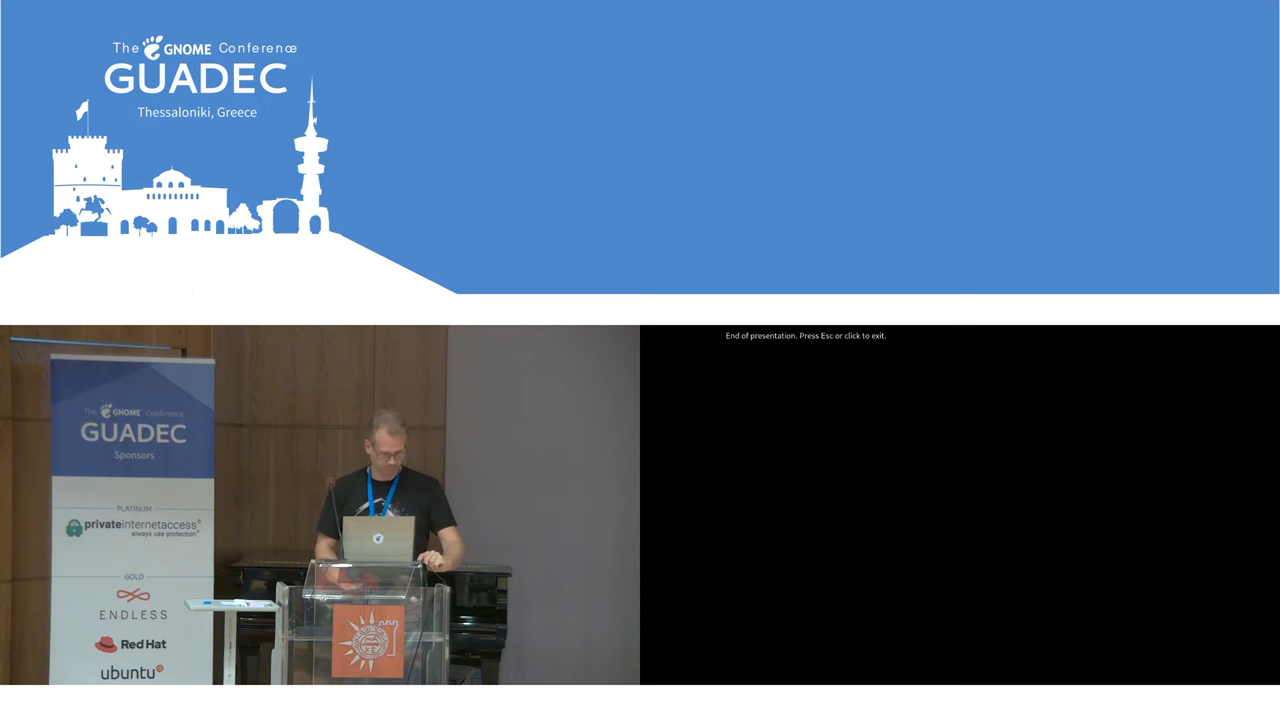 The GNOME Conference
GUADEC
Thessaloniki, Greece
End of presentation. Press Esc or click to exit.
The GNOME Conference
GUADEC
Sponsors
PLATINUM
privateinternetaccess®
always use protection®
GOLD
ENDLESS
Red Hat
ubuntu